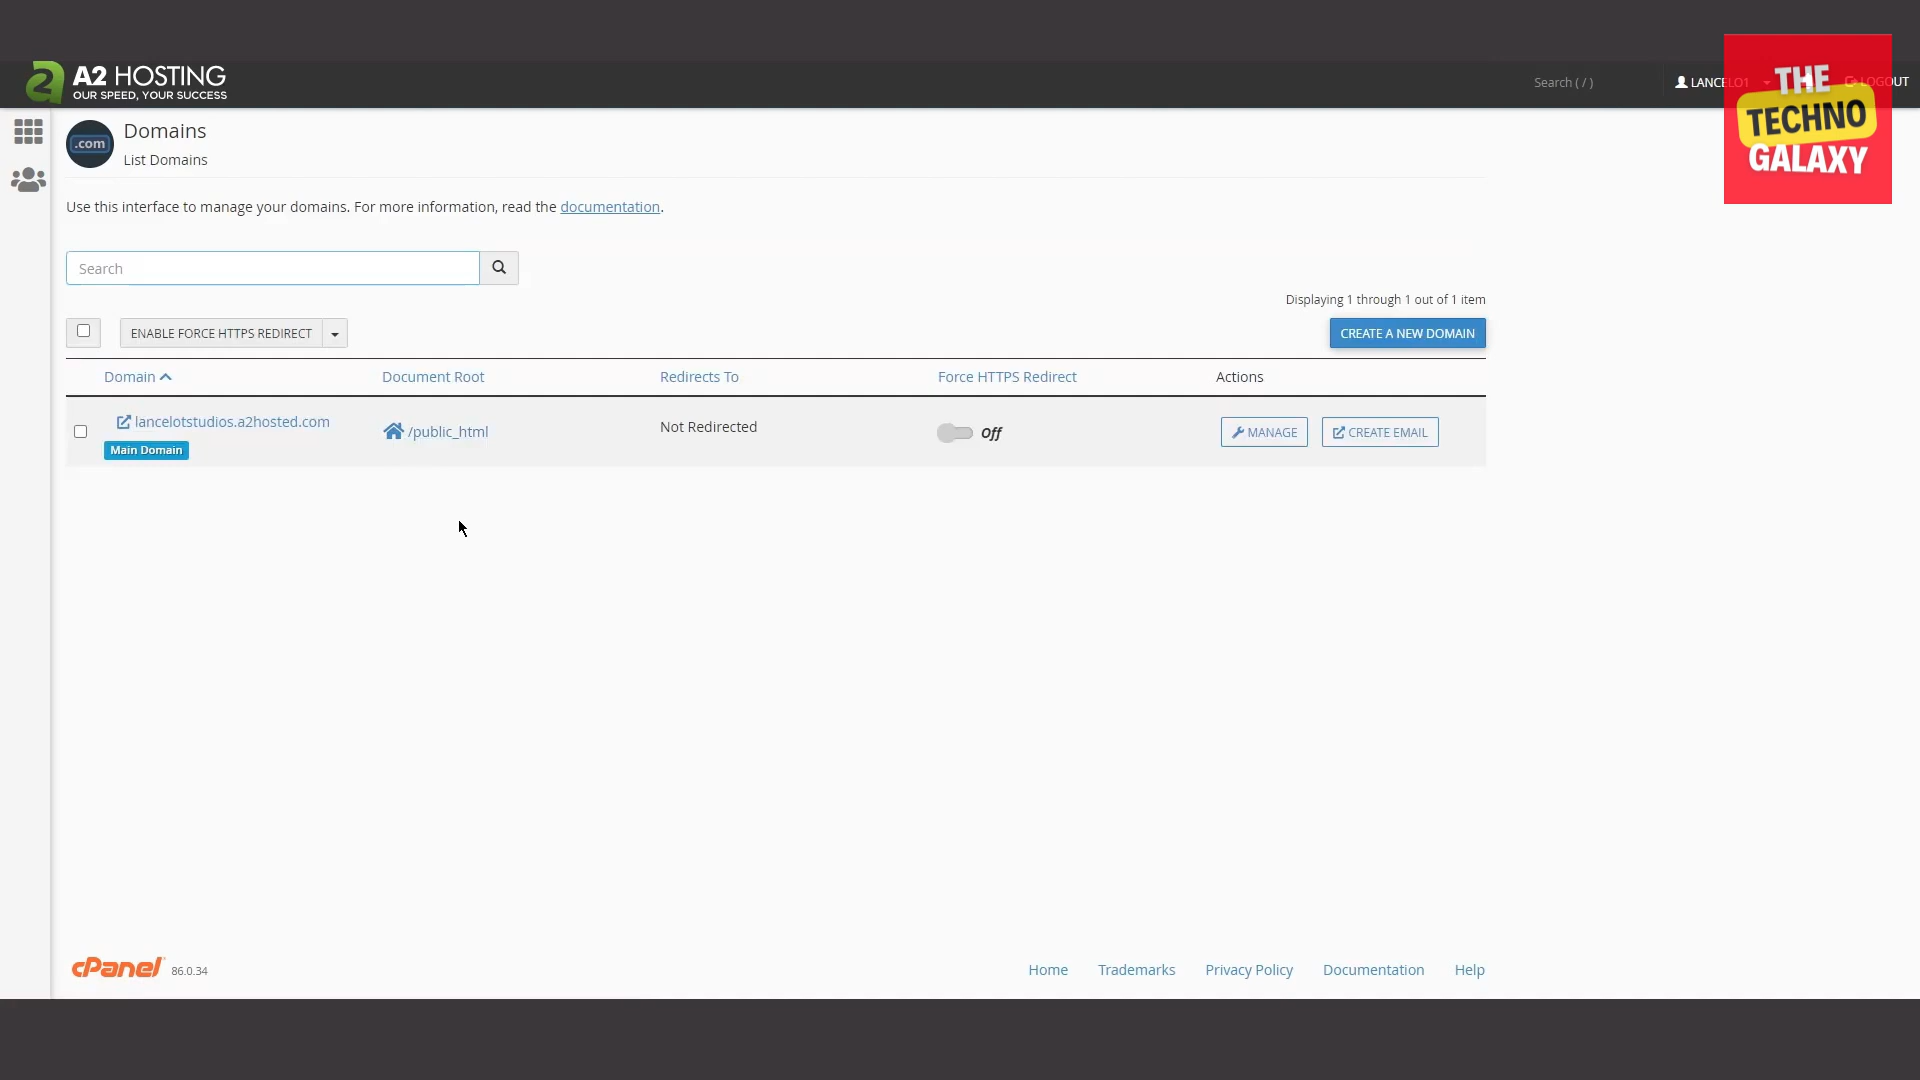 A2 HOSTING
OUR SPEED, YOUR SUCCESS
Search ( / )
LANCELO1
LOGOUT
THE
TECHNO
GALAXY
.com
Domains
List Domains
Use this interface to manage your domains. For more information, read the documentation.
Search
Displaying 1 through 1 out of 1 item
ENABLE FORCE HTTPS REDIRECT
CREATE A NEW DOMAIN
Domain
Document Root
Redirects To
Force HTTPS Redirect
Actions
lancelotstudios.a2hosted.com
Main Domain
/public_html
Not Redirected
Off
MANAGE
CREATE EMAIL
cPanel 86.0.34
Home
Trademarks
Privacy Policy
Documentation
Help